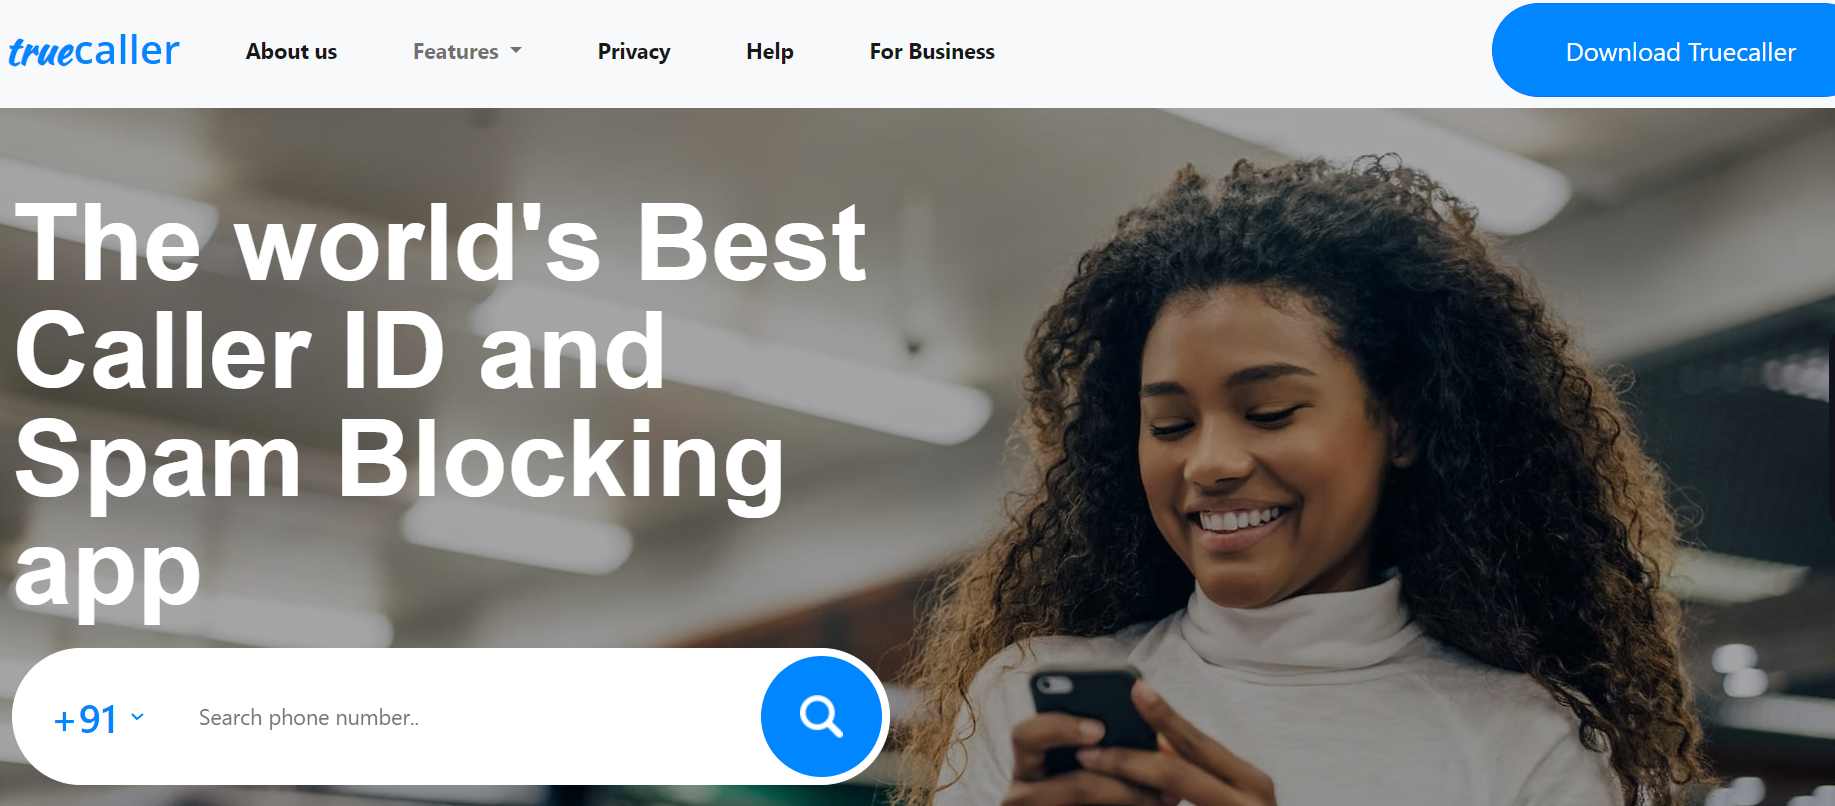 truecaller
About us
Features
Privacy
Help
For Business
Download Truecaller
The world's Best
Caller ID and
Spam Blocking
app
+91
Search phone number..